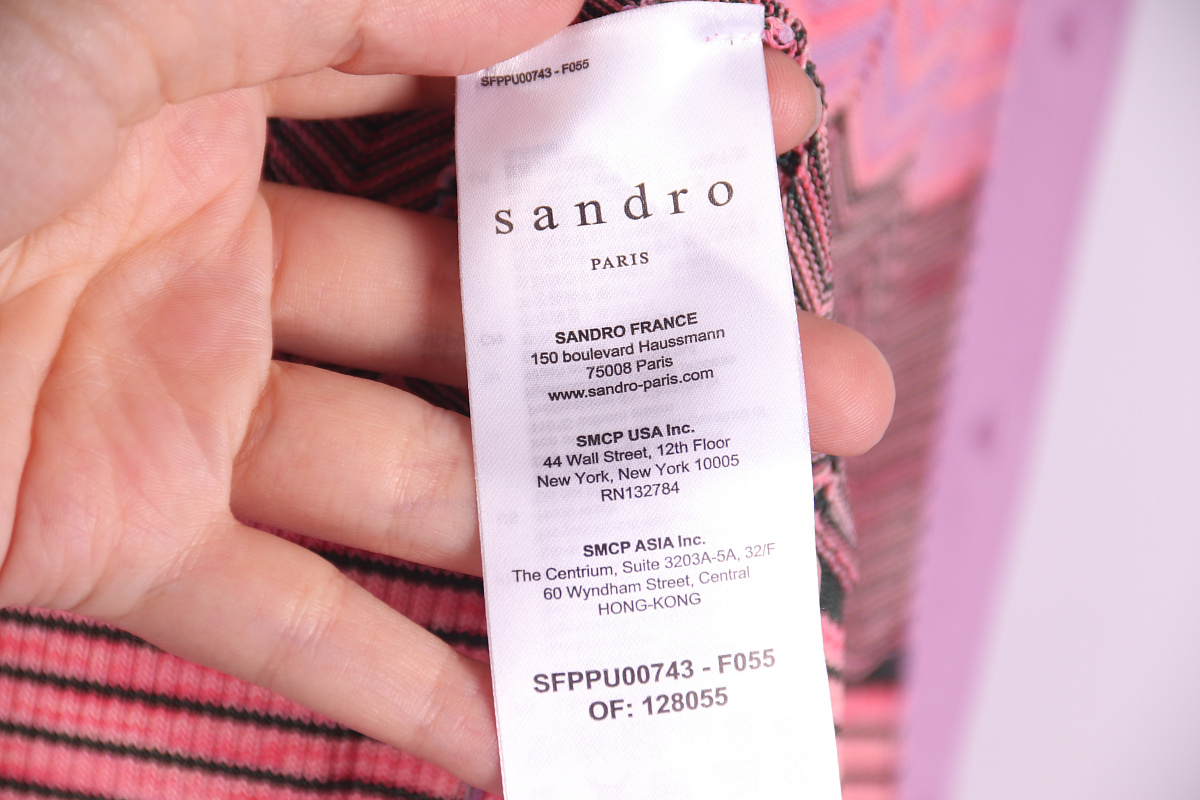 SFPPU00743 - F055
sandro
PARIS
SANDRO FRANCE
150 boulevard Haussmann
75008 Paris
www.sandro-paris.com
SMCP USA Inc.
44 Wall Street, 12th Floor
New York, New York 10005
RN132784
SMCP ASIA Inc.
The Centrium, Suite 3203A-5A, 32/F
60 Wyndham Street, Central
HONG-KONG
SFPPU00743 - F055
OF: 128055